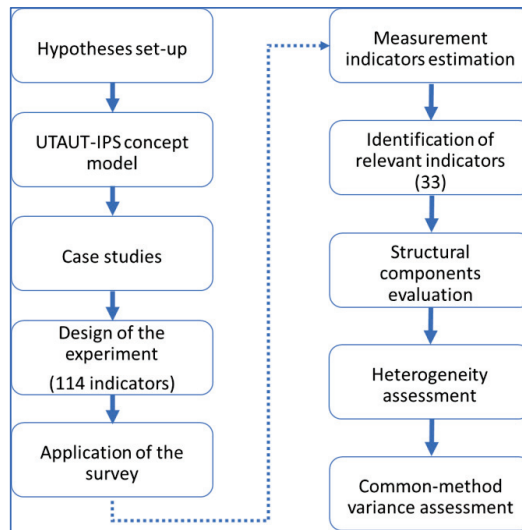 Hypotheses set-up
UTAUT-IPS concept
model
Case studies
Design of the
experiment
(114 indicators)
Application of the
survey
Measurement
indicators estimation
Identification of
relevant indicators
(33)
Structural
components
evaluation
Heterogeneity
assessment
Common-method
variance assessment